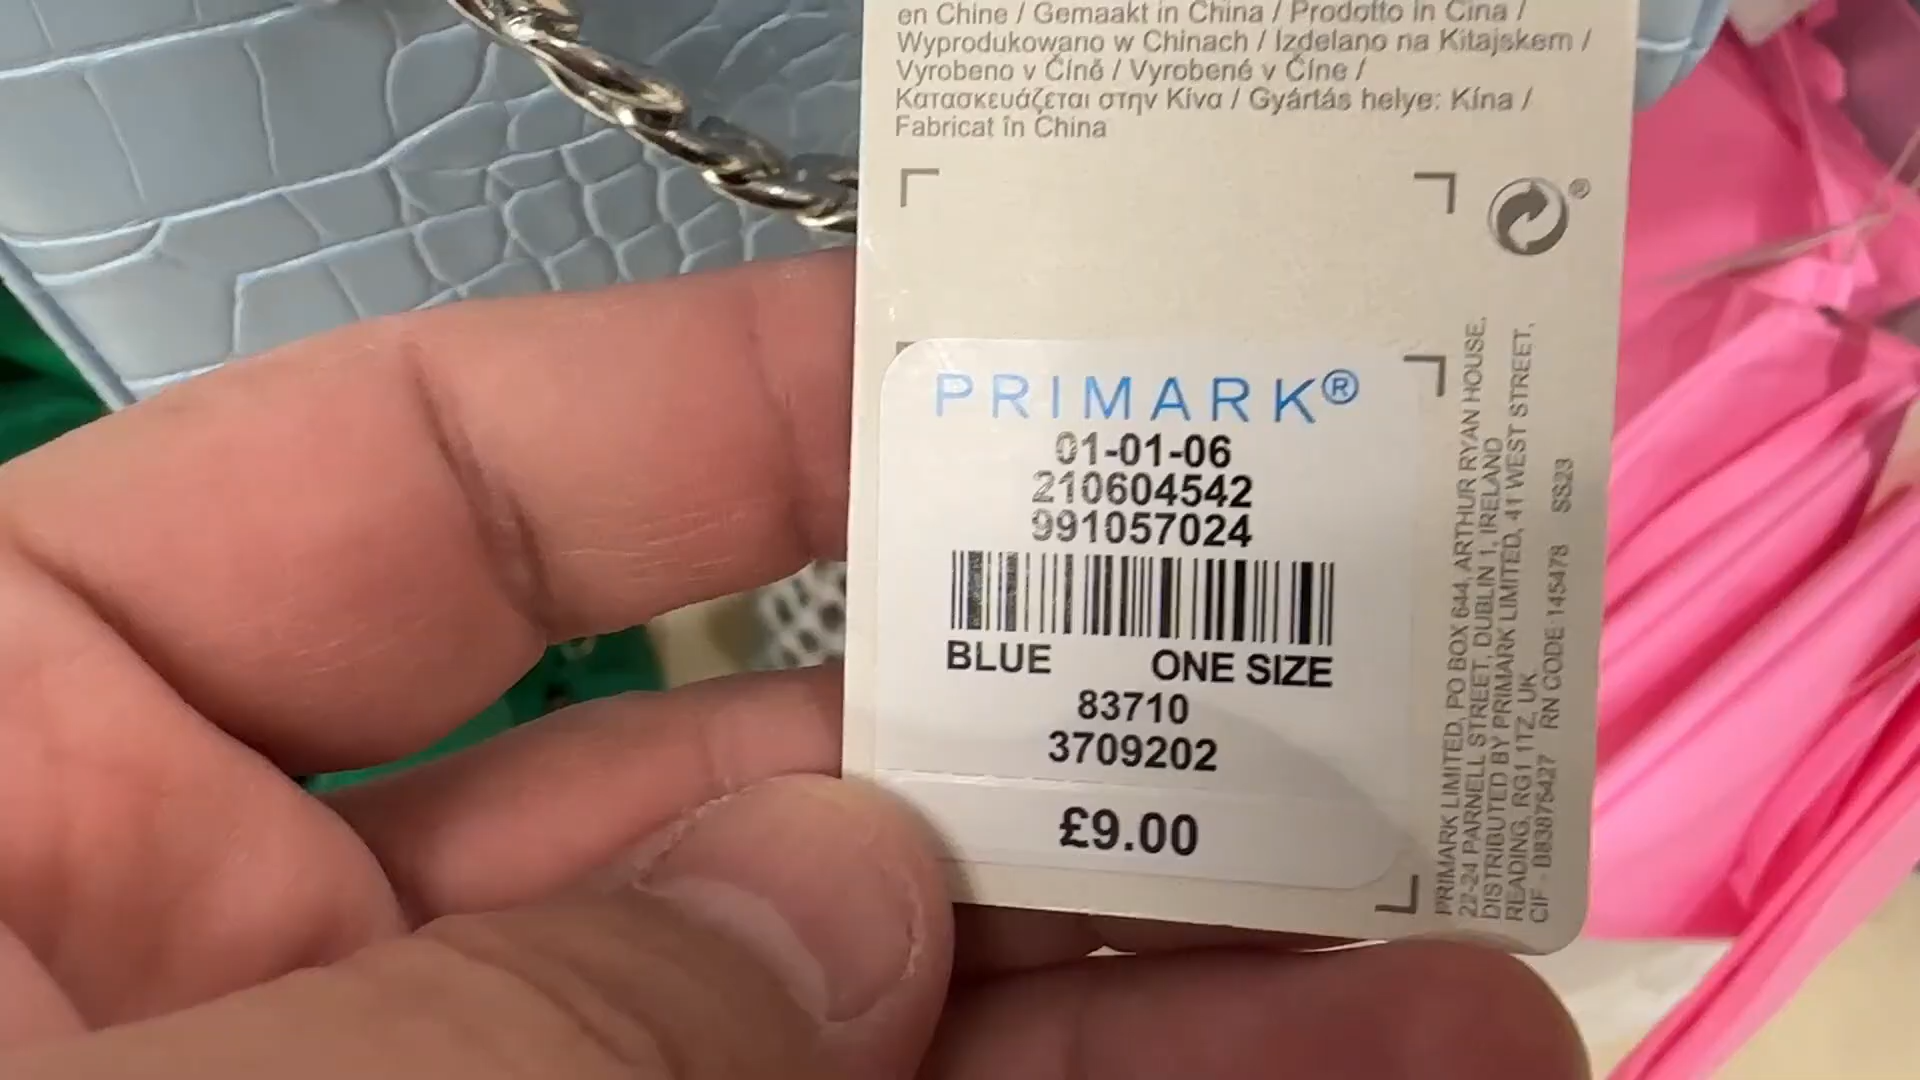 en Chine / Gemaakt in China / Prodotto in Cina /
Wyprodukowano w Chinach / Izdelano na Kitajskem /
Vyrobeno v Číně / Vyrobené v Číne /
Κατασκευάζεται στην Κίνα / Gyártás helye: Kína /
Fabricat în China
®
PRIMARK®
01-01-06
210604542
991057024
BLUE ONE SIZE
83710
3709202
£9.00
PRIMARK LIMITED, PO BOX 644, ARTHUR RYAN HOUSE,
22-24 PARNELL STREET, DUBLIN 1, IRELAND
DISTRIBUTED BY PRIMARK LIMITED, 41 WEST STREET,
READING, RG1 1TZ, UK
CIF - B83875427 RN CODE 145478 SS23